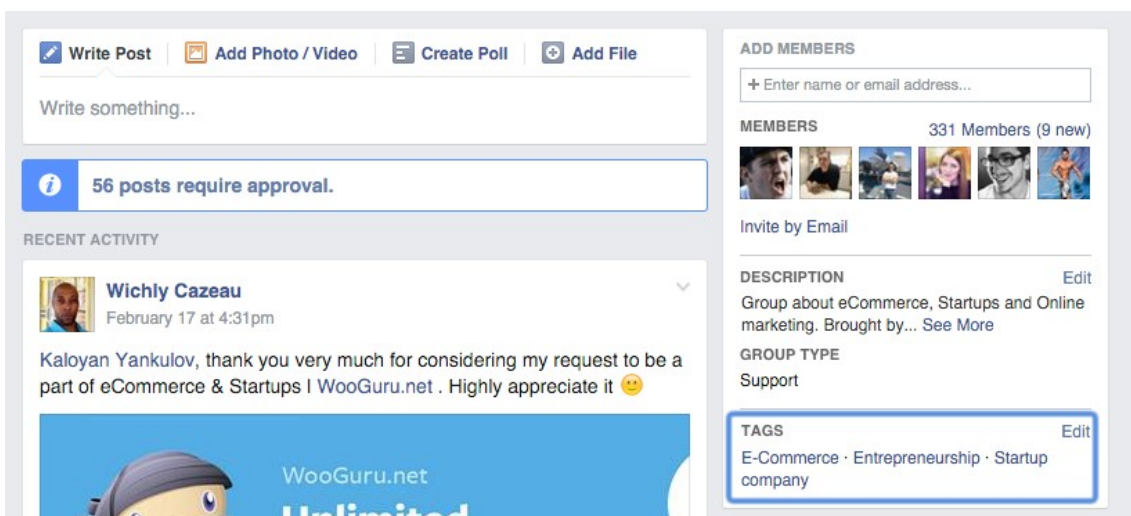 Write Post
Add Photo / Video
Create Poll
Add File
Write something...
56 posts require approval.
RECENT ACTIVITY
Wichly Cazeau
February 17 at 4:31pm
Kaloyan Yankulov, thank you very much for considering my request to be a
part of eCommerce & Startups I WooGuru.net . Highly appreciate it 🙂
WooGuru.net
Unlimited
ADD MEMBERS
+ Enter name or email address...
MEMBERS
331 Members (9 new)
Invite by Email
DESCRIPTION
Edit
Group about eCommerce, Startups and Online
marketing. Brought by... See More
GROUP TYPE
Support
TAGS
Edit
E-Commerce · Entrepreneurship · Startup
company